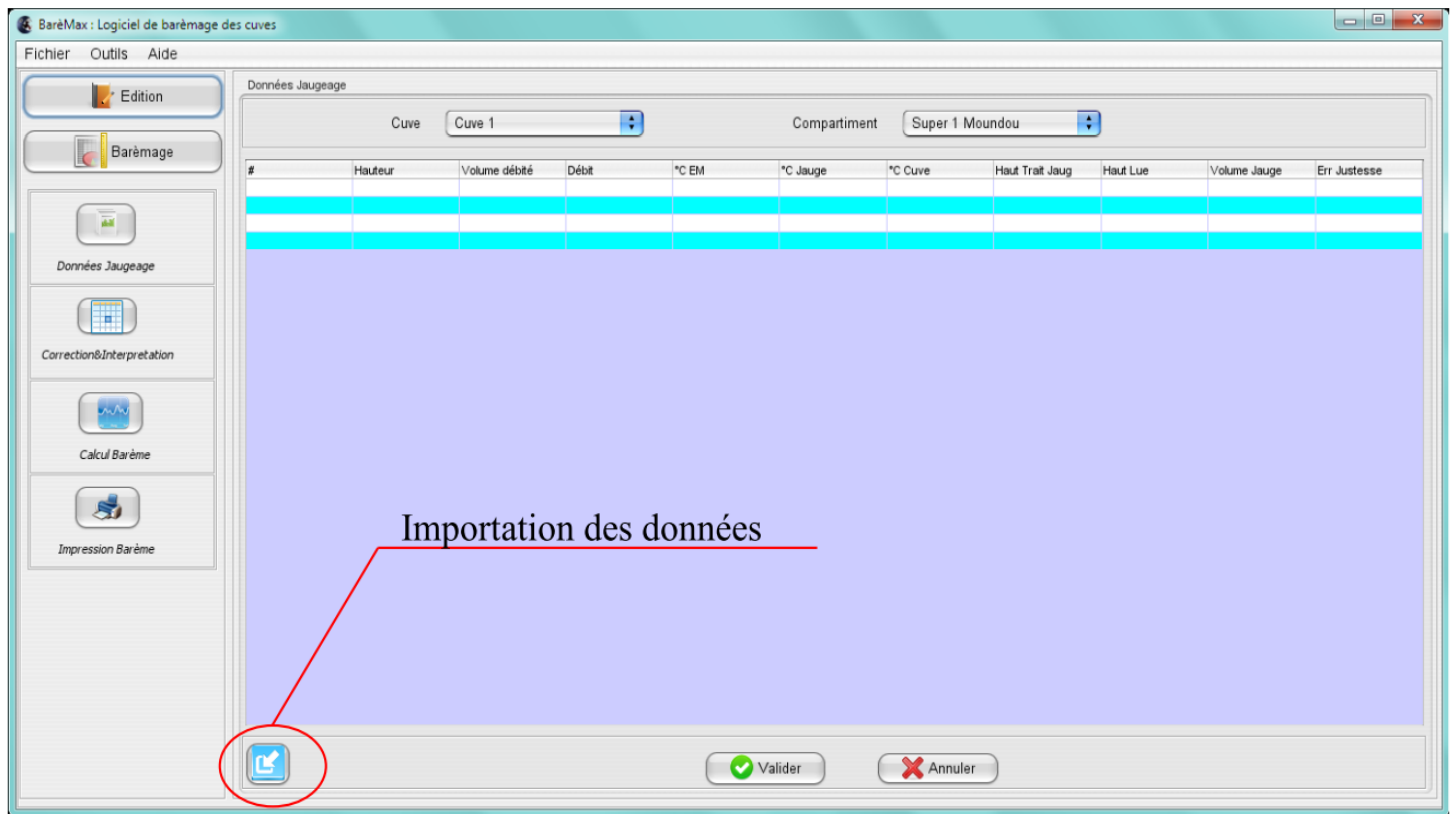 BarèMax : Logiciel de barèmage des cuves
Fichier Outils Aide
Edition
Barèmage
Données Jaugeage
Correction&Interpretation
Calcul Barème
Impression Barème
Données Jaugeage
Cuve Cuve 1 Compartiment Super 1 Moundou
# Hauteur Volume débité Débit °C EM °C Jauge °C Cuve Haut Trait Jaug Haut Lue Volume Jauge Err Justesse
Importation des données
Valider Annuler